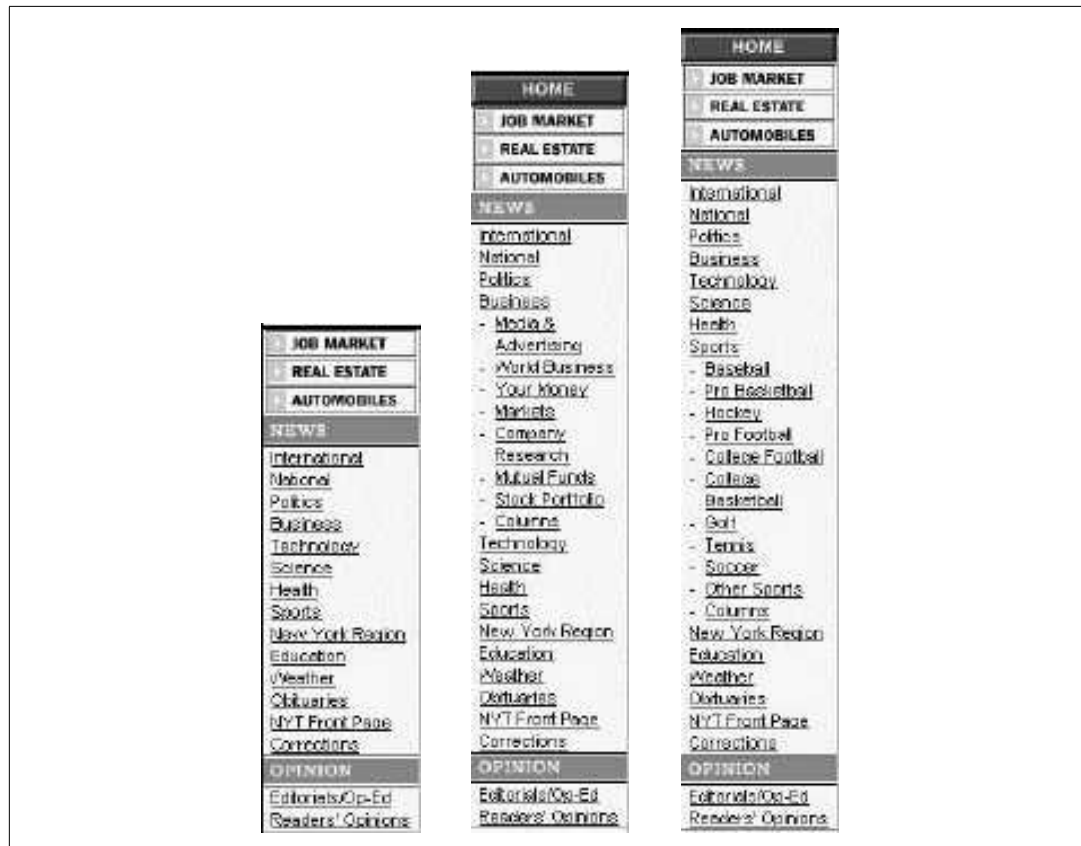 JOB MARKET
REAL ESTATE
AUTOMOBILES
NEWS
International
National
Politics
Business
Technology
Science
Health
Sports
New York Region
Education
Weather
Obituaries
NYT Front Page
Corrections
OPINION
Editorials/Op-Ed
Readers' Opinions
HOME
JOB MARKET
REAL ESTATE
AUTOMOBILES
NEWS
International
National
Politics
Business
- Media &
Advertising
- World Business
- Your Money
- Markets
- Company
Research
- Mutual Funds
- Stock Portfolio
- Columns
Technology
Science
Health
Sports
New York Region
Education
Weather
Obituaries
NYT Front Page
Corrections
OPINION
Editorials/Op-Ed
Readers' Opinions
HOME
JOB MARKET
REAL ESTATE
AUTOMOBILES
NEWS
International
National
Politics
Business
Technology
Science
Health
Sports
- Baseball
- Pro Basketball
- Hockey
- Pro Football
- College Football
- College
Basketball
- Golf
- Tennis
- Soccer
- Other Sports
- Columns
New York Region
Education
Weather
Obituaries
NYT Front Page
Corrections
OPINION
Editorials/Op-Ed
Readers' Opinions